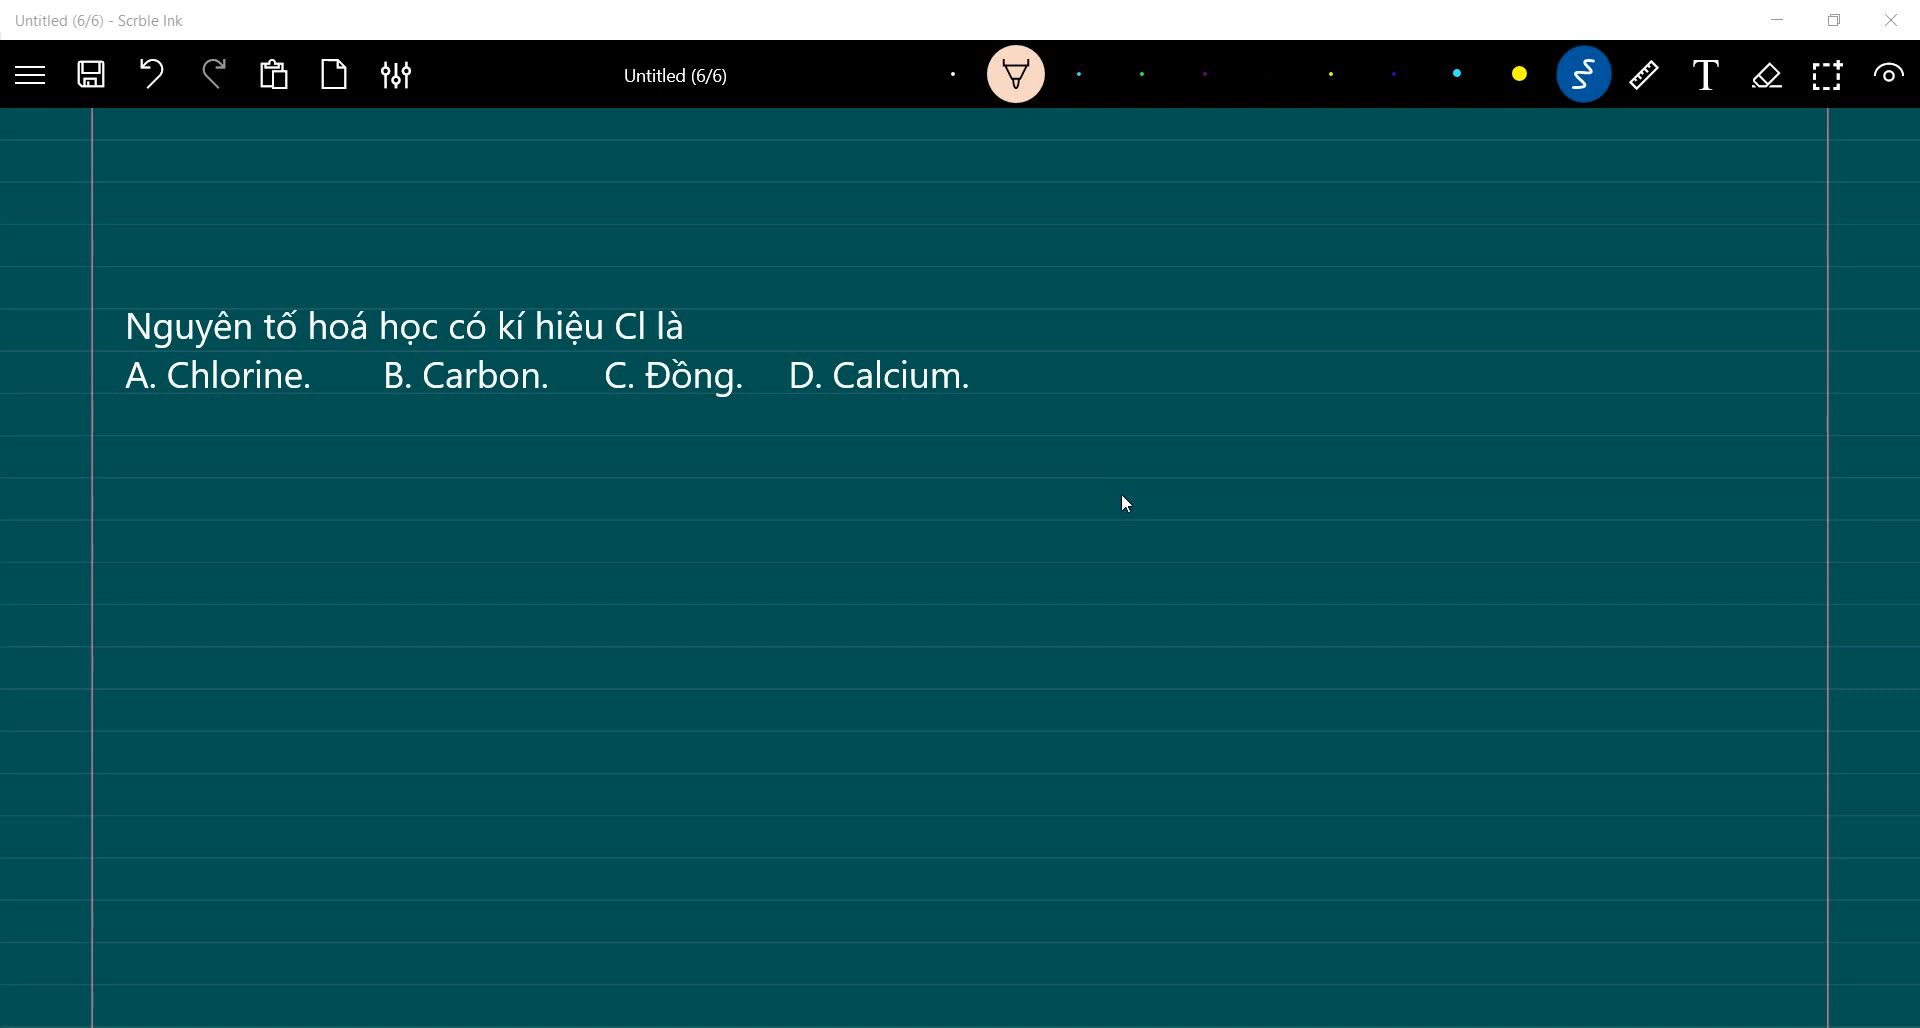 Untitled (6/6) - Scrble Ink
Untitled (6/6)
T
Nguyên tố hoá học có kí hiệu Cl là
A. Chlorine. B. Carbon. C. Đồng. D. Calcium.